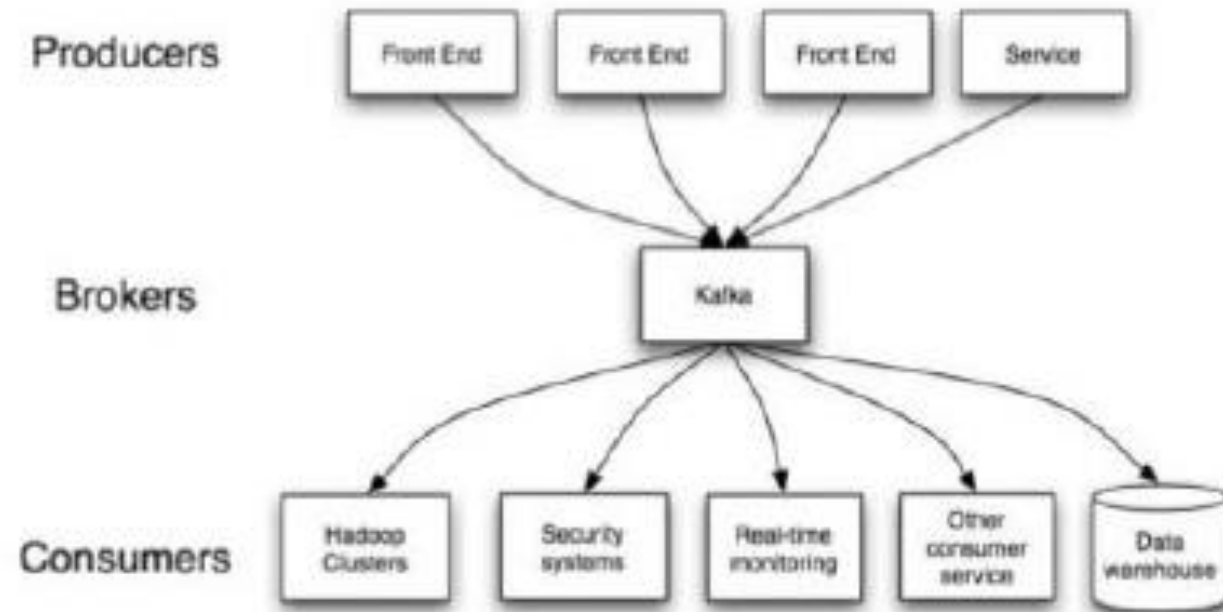 Producers
Front End
Front End
Front End
Service
Brokers
Kafka
Consumers
Hadoop
Clusters
Security
systems
Real-time
monitoring
Other
consumer
service
Data
warehouse